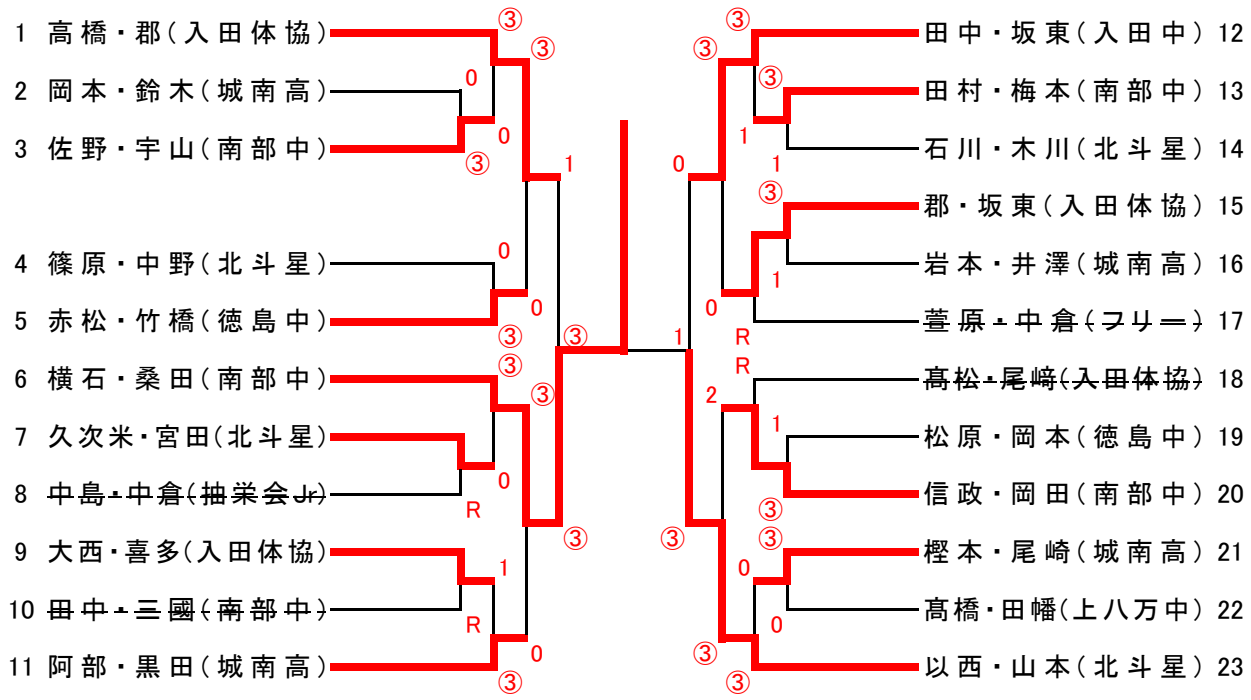 1 高橋・郡(入田体協)
2 岡本・鈴木(城南高)
3 佐野・宇山(南部中)
4 篠原・中野(北斗星)
5 赤松・竹橋(徳島中)
6 横石・桑田(南部中)
7 久次米・宮田(北斗星)
8 中島・中倉(抽栄会Jr)
9 大西・喜多(入田体協)
10 田中・三國(南部中)
11 阿部・黒田(城南高)
③
③
0
0
③
1
0
0
③
③
③
③
0
R
③
1
R
0
③
③
③
③
1
1
0
③
1
0
R
R
1
2
1
③
③
③
0
0
③
③
田中・坂東(入田中) 12
田村・梅本(南部中) 13
石川・木川(北斗星) 14
郡・坂東(入田体協) 15
岩本・井澤(城南高) 16
萱原・中倉(フリー) 17
髙松・尾﨑(入田体協) 18
松原・岡本(徳島中) 19
信政・岡田(南部中) 20
樫本・尾崎(城南高) 21
髙橋・田幡(上八万中) 22
以西・山本(北斗星) 23